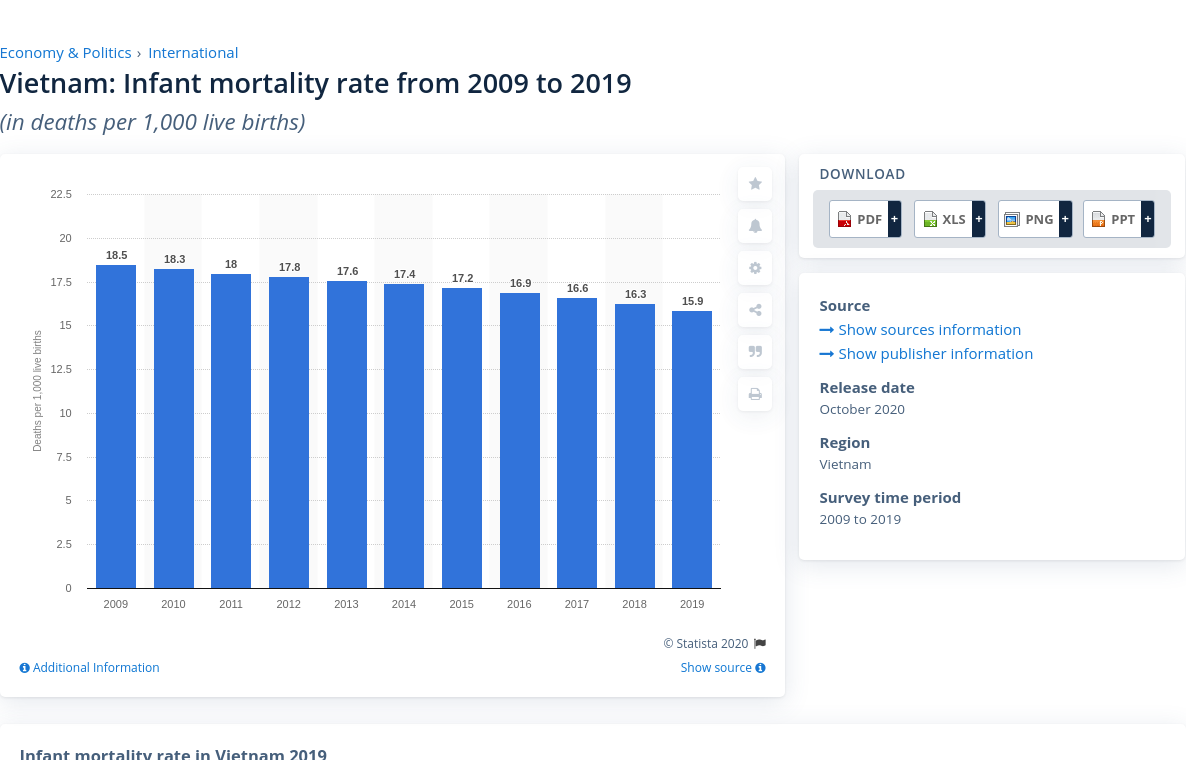 Economy & Politics › International
Vietnam: Infant mortality rate from 2009 to 2019
(in deaths per 1,000 live births)
22.5
20
17.5
15
12.5
10
7.5
5
2.5
0
Deaths per 1,000 live births
18.5 18.3 18 17.8 17.6 17.4 17.2 16.9 16.6 16.3 15.9
2009 2010 2011 2012 2013 2014 2015 2016 2017 2018 2019
© Statista 2020
Additional Information
Show source
DOWNLOAD
PDF + XLS + PNG + PPT +
Source
Show sources information
Show publisher information
Release date
October 2020
Region
Vietnam
Survey time period
2009 to 2019
Infant mortality rate in Vietnam 2019